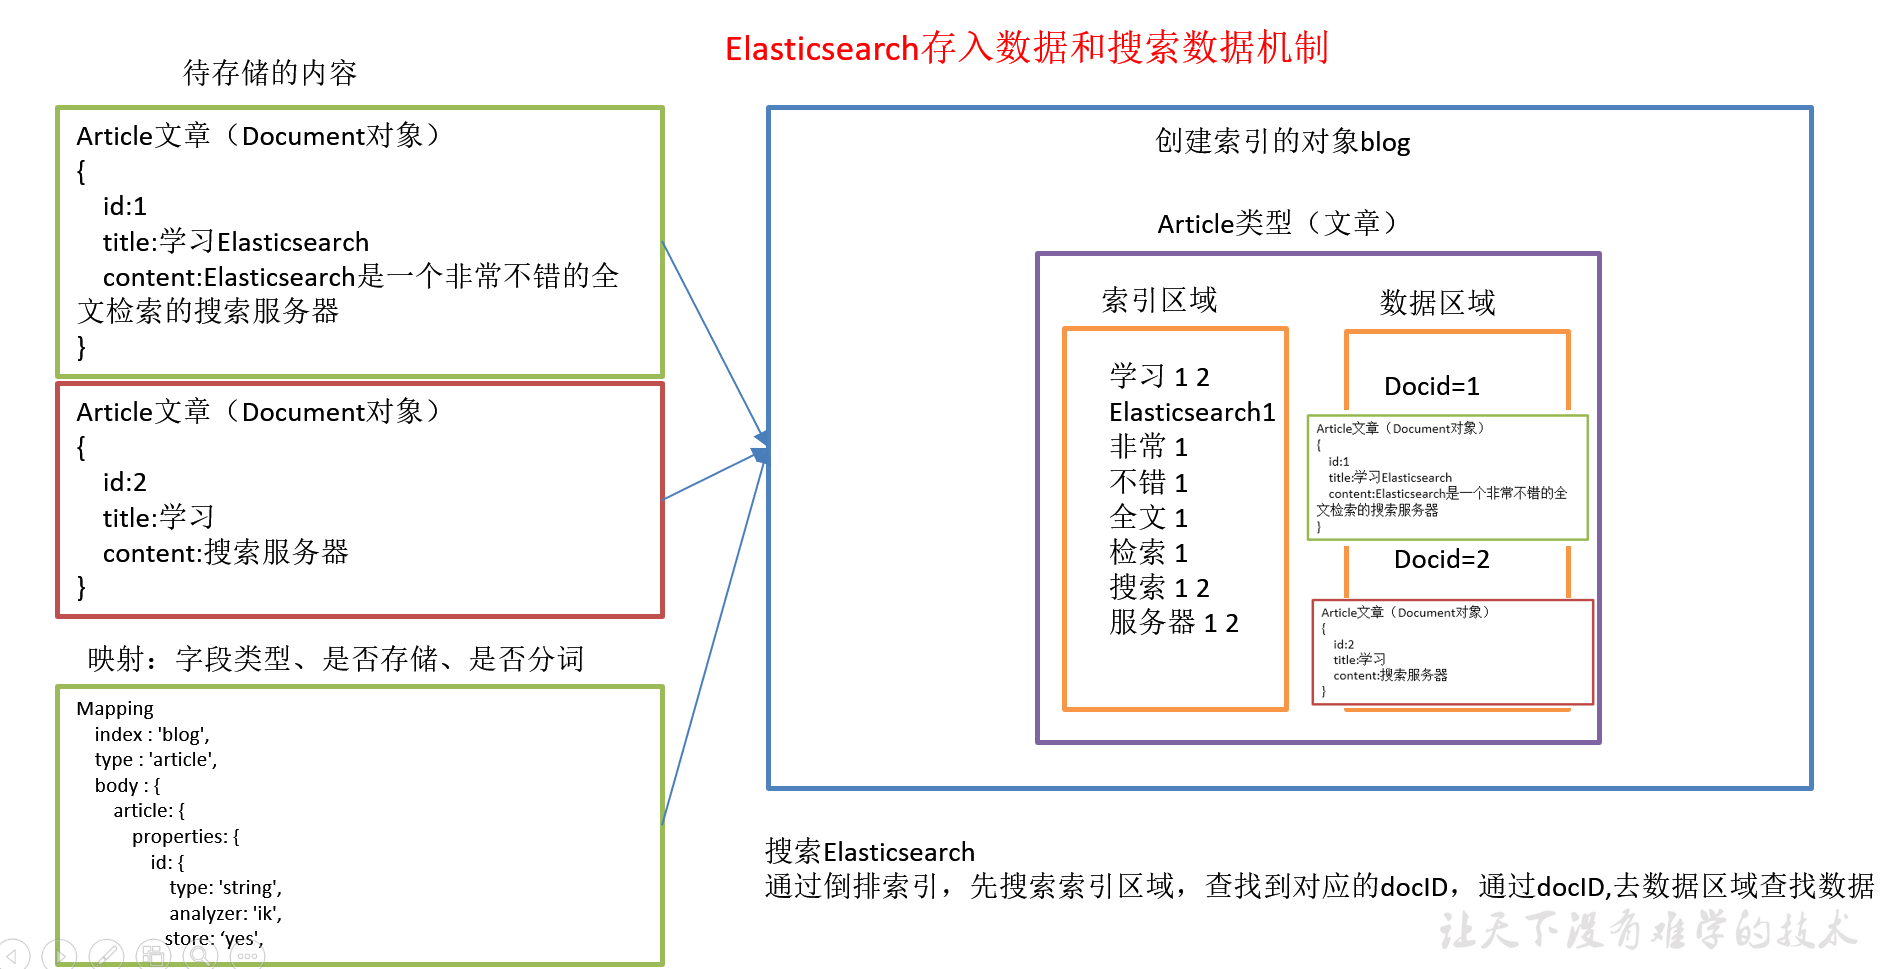 Elasticsearch存入数据和搜索数据机制
待存储的内容
Article文章（Document对象）
{
id:1
title:学习Elasticsearch
content:Elasticsearch是一个非常不错的全
文检索的搜索服务器
}
Article文章（Document对象）
{
id:2
title:学习
content:搜索服务器
}
映射：字段类型、是否存储、是否分词
Mapping
index : 'blog',
type : 'article',
body : {
article: {
properties: {
id: {
type: 'string',
analyzer: 'ik',
store: ‘yes',
创建索引的对象blog
Article类型（文章）
索引区域
学习 1 2
Elasticsearch1
非常 1
不错 1
全文 1
检索 1
搜索 1 2
服务器 1 2
数据区域
Docid=1
Article文章（Document对象）
{
id:1
title:学习Elasticsearch
content:Elasticsearch是一个非常不错的全
文检索的搜索服务器
}
Docid=2
Article文章（Document对象）
{
id:2
title:学习
content:搜索服务器
}
搜索Elasticsearch
通过倒排索引，先搜索索引区域，查找到对应的docID，通过docID,去数据区域查找数据
让天下没有难学的技术